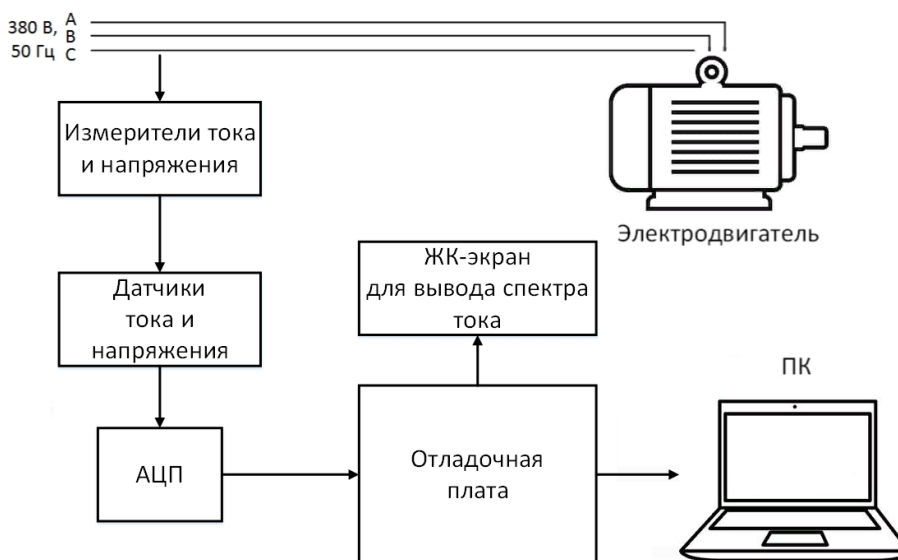 380 В,
50 Гц
A
B
C
Измерители тока
и напряжения
Электродвигатель
Датчики
тока и
напряжения
ЖК-экран
для вывода спектра
тока
ПК
АЦП
Отладочная
плата